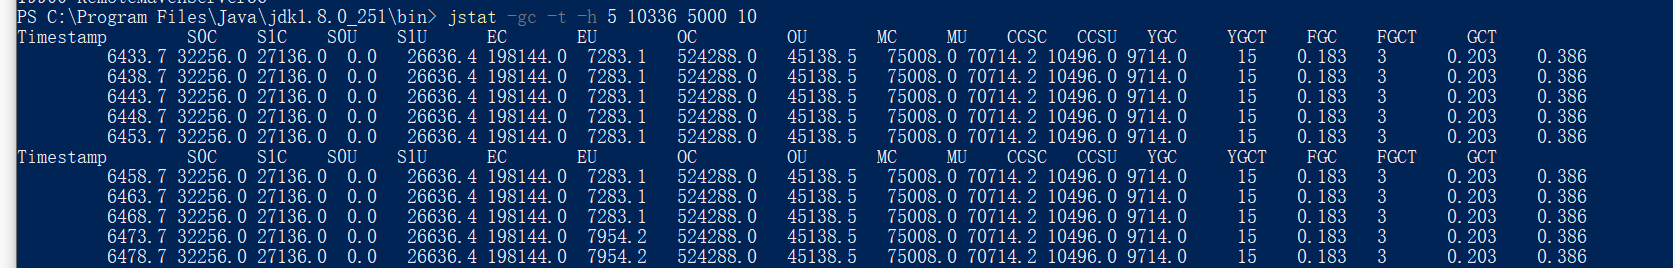 PS C:\Program Files\Java\jdk1.8.0_251\bin> jstat -gc -t -h 5 10336 5000 10
Timestamp S0C S1C S0U S1U EC EU OC OU MC MU CCSC CCSU YGC YGCT FGC FGCT GCT
6433.7 32256.0 27136.0 0.0 26636.4 198144.0 7283.1 524288.0 45138.5 75008.0 70714.2 10496.0 9714.0 15 0.183 3 0.203 0.386
6438.7 32256.0 27136.0 0.0 26636.4 198144.0 7283.1 524288.0 45138.5 75008.0 70714.2 10496.0 9714.0 15 0.183 3 0.203 0.386
6443.7 32256.0 27136.0 0.0 26636.4 198144.0 7283.1 524288.0 45138.5 75008.0 70714.2 10496.0 9714.0 15 0.183 3 0.203 0.386
6448.7 32256.0 27136.0 0.0 26636.4 198144.0 7283.1 524288.0 45138.5 75008.0 70714.2 10496.0 9714.0 15 0.183 3 0.203 0.386
6453.7 32256.0 27136.0 0.0 26636.4 198144.0 7283.1 524288.0 45138.5 75008.0 70714.2 10496.0 9714.0 15 0.183 3 0.203 0.386
Timestamp S0C S1C S0U S1U EC EU OC OU MC MU CCSC CCSU YGC YGCT FGC FGCT GCT
6458.7 32256.0 27136.0 0.0 26636.4 198144.0 7283.1 524288.0 45138.5 75008.0 70714.2 10496.0 9714.0 15 0.183 3 0.203 0.386
6463.7 32256.0 27136.0 0.0 26636.4 198144.0 7283.1 524288.0 45138.5 75008.0 70714.2 10496.0 9714.0 15 0.183 3 0.203 0.386
6468.7 32256.0 27136.0 0.0 26636.4 198144.0 7283.1 524288.0 45138.5 75008.0 70714.2 10496.0 9714.0 15 0.183 3 0.203 0.386
6473.7 32256.0 27136.0 0.0 26636.4 198144.0 7954.2 524288.0 45138.5 75008.0 70714.2 10496.0 9714.0 15 0.183 3 0.203 0.386
6478.7 32256.0 27136.0 0.0 26636.4 198144.0 7954.2 524288.0 45138.5 75008.0 70714.2 10496.0 9714.0 15 0.183 3 0.203 0.386